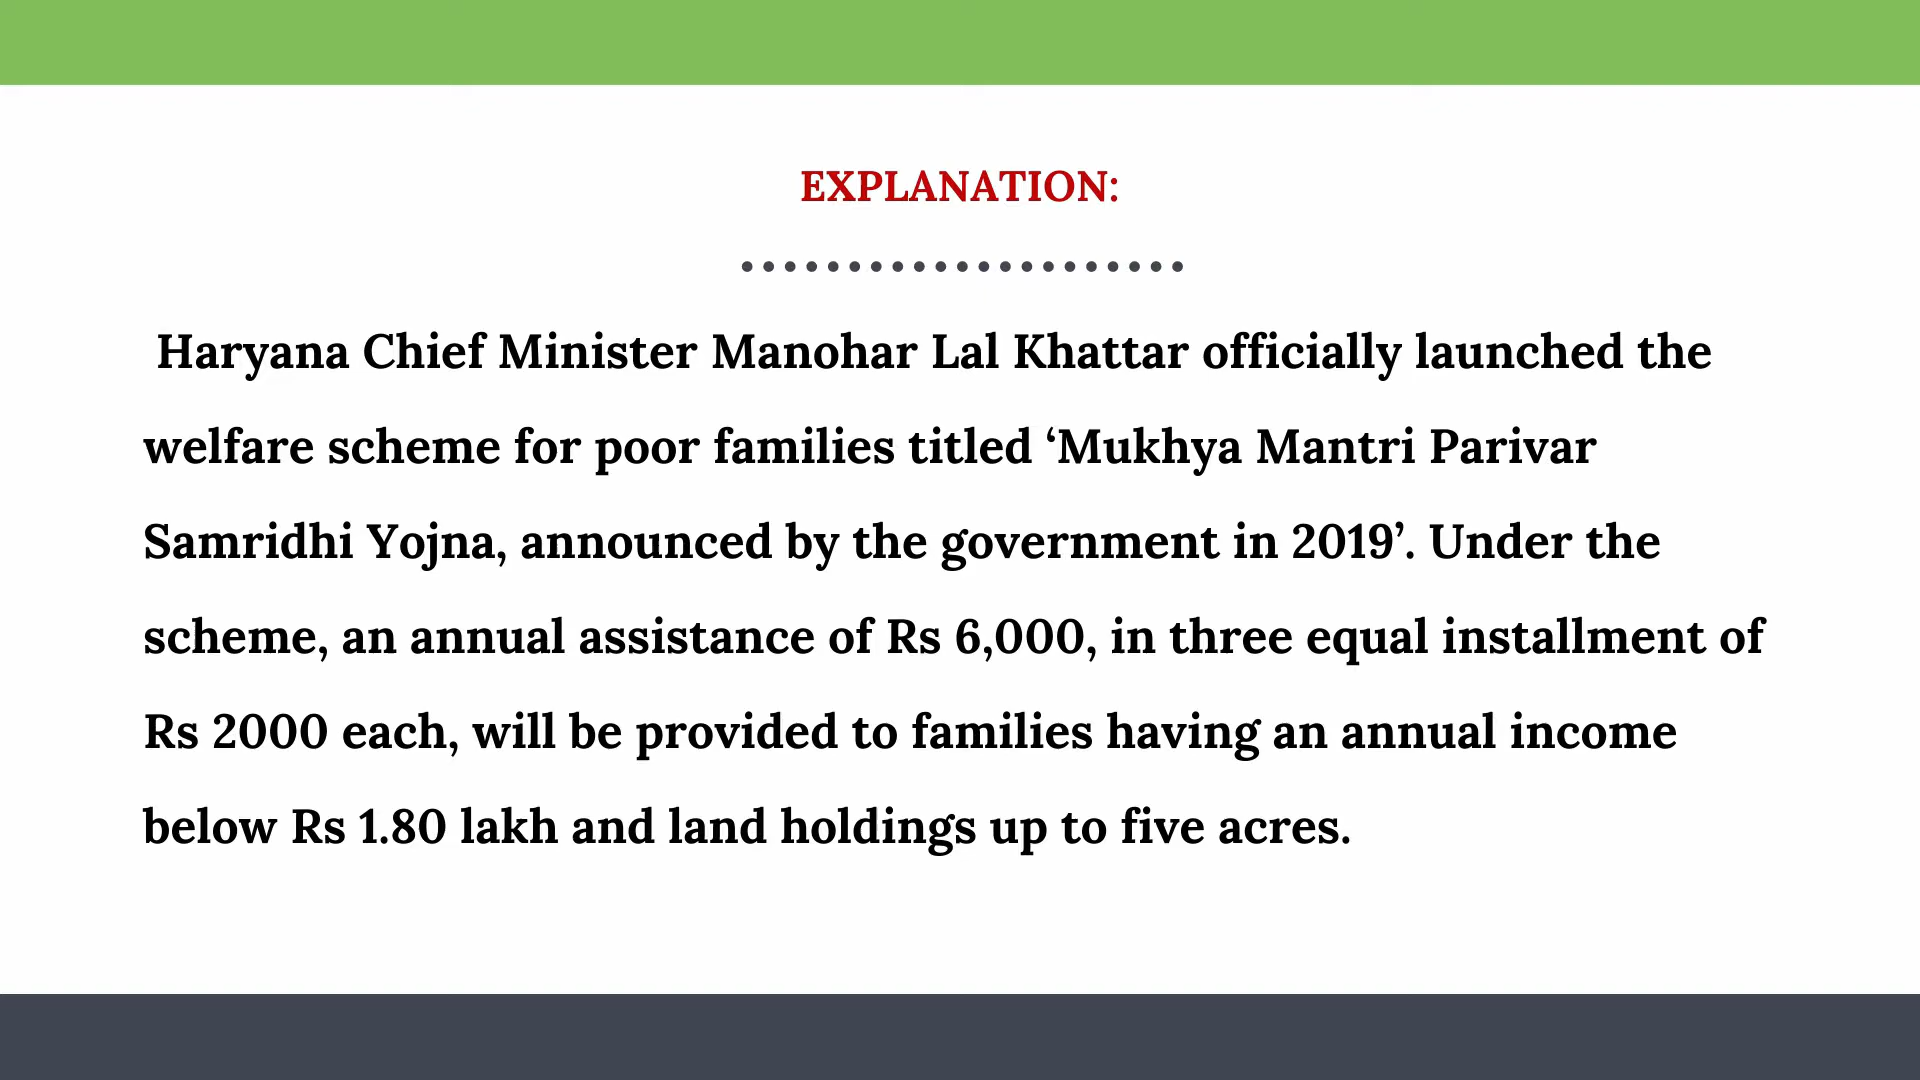 EXPLANATION:
Haryana Chief Minister Manohar Lal Khattar officially launched the
welfare scheme for poor families titled ‘Mukhya Mantri Parivar
Samridhi Yojna, announced by the government in 2019’. Under the
scheme, an annual assistance of Rs 6,000, in three equal installment of
Rs 2000 each, will be provided to families having an annual income
below Rs 1.80 lakh and land holdings up to five acres.